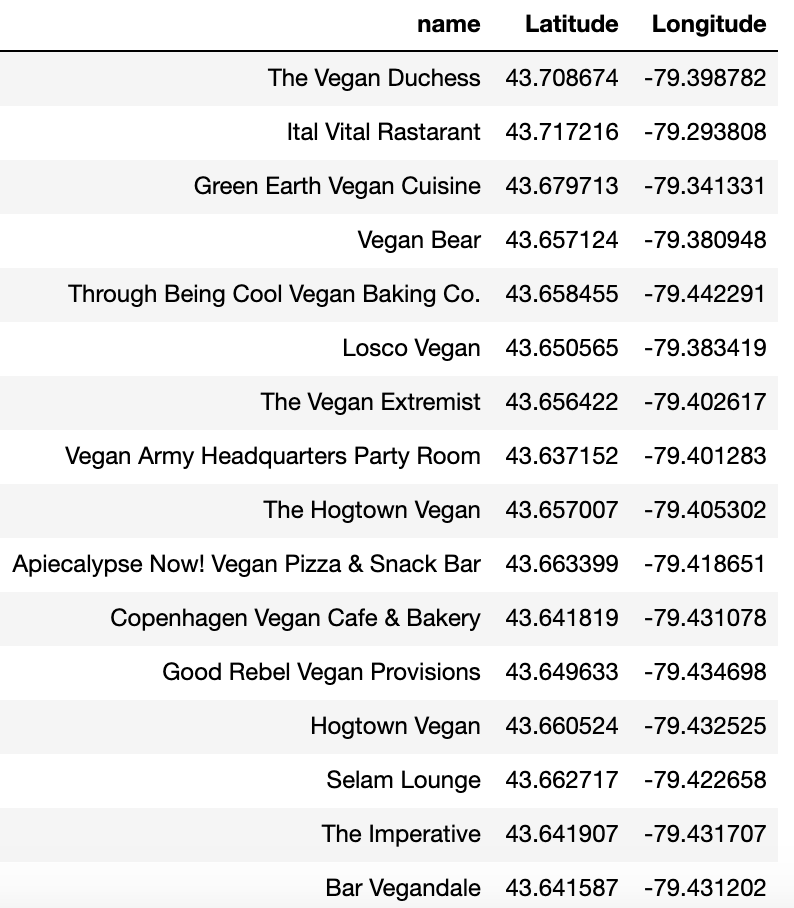 name Latitude Longitude
The Vegan Duchess 43.708674 -79.398782
Ital Vital Rastarant 43.717216 -79.293808
Green Earth Vegan Cuisine 43.679713 -79.341331
Vegan Bear 43.657124 -79.380948
Through Being Cool Vegan Baking Co. 43.658455 -79.442291
Losco Vegan 43.650565 -79.383419
The Vegan Extremist 43.656422 -79.402617
Vegan Army Headquarters Party Room 43.637152 -79.401283
The Hogtown Vegan 43.657007 -79.405302
Apiecalypse Now! Vegan Pizza & Snack Bar 43.663399 -79.418651
Copenhagen Vegan Cafe & Bakery 43.641819 -79.431078
Good Rebel Vegan Provisions 43.649633 -79.434698
Hogtown Vegan 43.660524 -79.432525
Selam Lounge 43.662717 -79.422658
The Imperative 43.641907 -79.431707
Bar Vegandale 43.641587 -79.431202